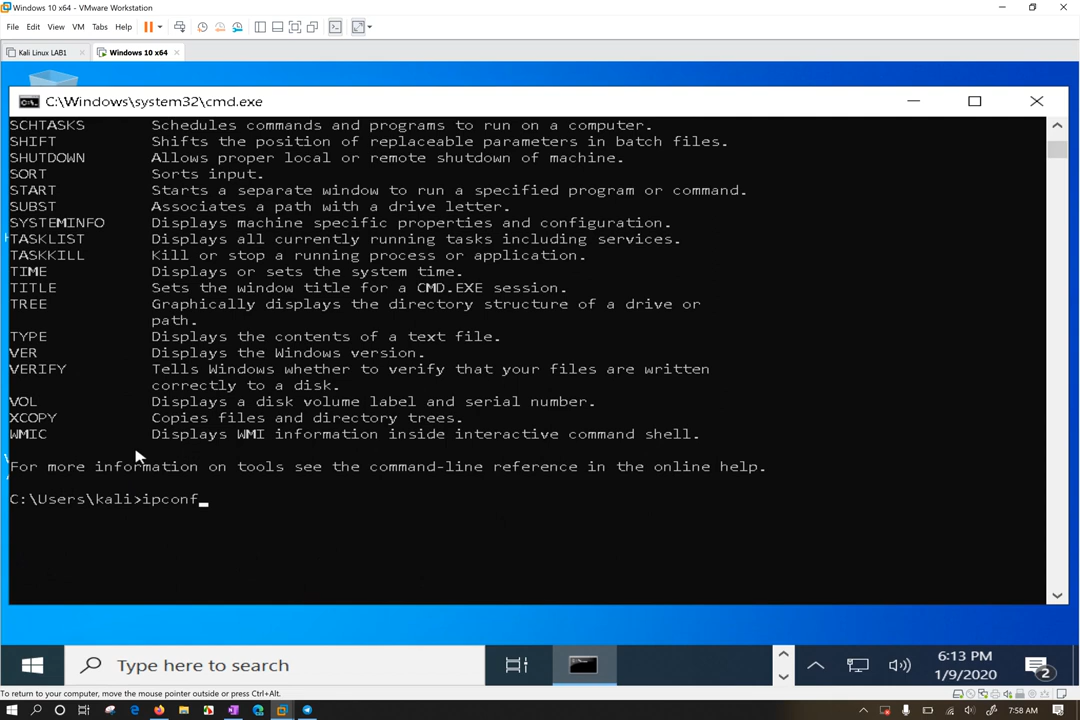 Windows 10 x64 - VMware Workstation
File Edit View VM Tabs Help
Kali Linux LAB1 Windows 10 x64
C:\Windows\system32\cmd.exe
SCHTASKS Schedules commands and programs to run on a computer.
SHIFT Shifts the position of replaceable parameters in batch files.
SHUTDOWN Allows proper local or remote shutdown of machine.
SORT Sorts input.
START Starts a separate window to run a specified program or command.
SUBST Associates a path with a drive letter.
SYSTEMINFO Displays machine specific properties and configuration.
TASKLIST Displays all currently running tasks including services.
TASKKILL Kill or stop a running process or application.
TIME Displays or sets the system time.
TITLE Sets the window title for a CMD.EXE session.
TREE Graphically displays the directory structure of a drive or
path.
TYPE Displays the contents of a text file.
VER Displays the Windows version.
VERIFY Tells Windows whether to verify that your files are written
correctly to a disk.
VOL Displays a disk volume label and serial number.
XCOPY Copies files and directory trees.
WMIC Displays WMI information inside interactive command shell.
For more information on tools see the command-line reference in the online help.
C:\Users\kali>ipconf_
Type here to search
6:13 PM
1/9/2020
2
To return to your computer, move the mouse pointer outside or press Ctrl+Alt.
7:58 AM